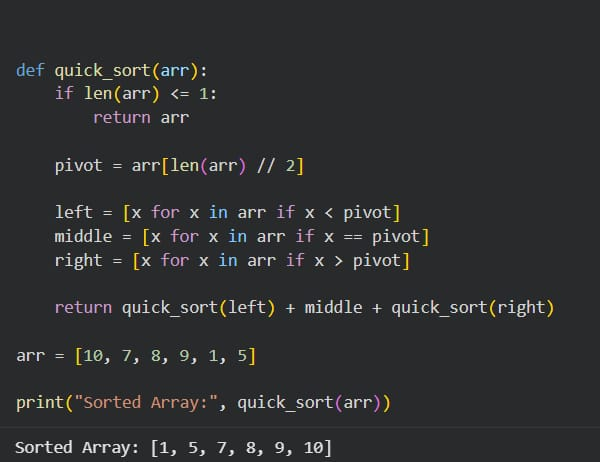 def quick_sort(arr):
    if len(arr) <= 1:
        return arr
    pivot = arr[len(arr) // 2]
    left = [x for x in arr if x < pivot]
    middle = [x for x in arr if x == pivot]
    right = [x for x in arr if x > pivot]
    return quick_sort(left) + middle + quick_sort(right)
arr = [10, 7, 8, 9, 1, 5]
print("Sorted Array:", quick_sort(arr))
Sorted Array: [1, 5, 7, 8, 9, 10]